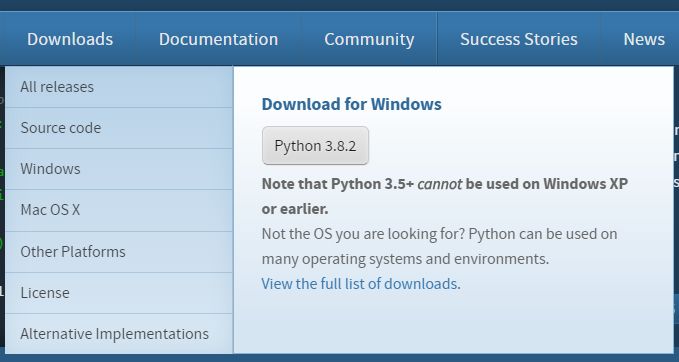 Downloads
Documentation
Community
Success Stories
News
All releases
Source code
Windows
Mac OS X
Other Platforms
License
Alternative Implementations
Download for Windows
Python 3.8.2
Note that Python 3.5+ cannot be used on Windows XP
or earlier.
Not the OS you are looking for? Python can be used on
many operating systems and environments.
View the full list of downloads.